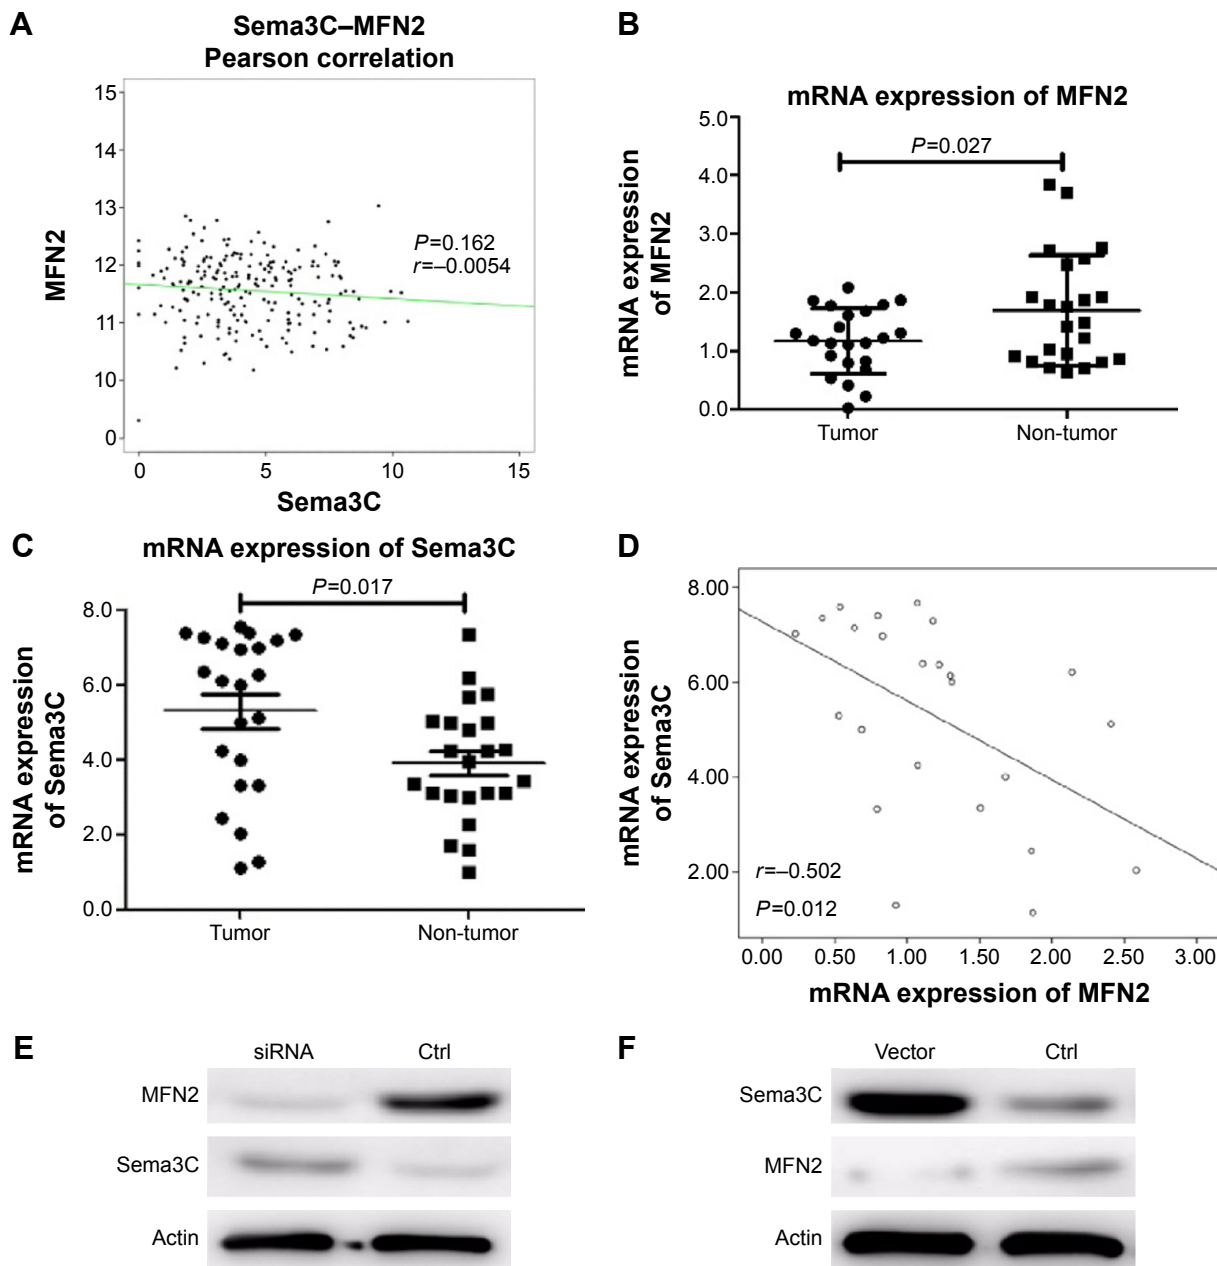 A
Sema3C–MFN2
Pearson correlation
15
14
13
12
11
10
0
MFN2
P=0.162
r=–0.0054
0 5 10 15
Sema3C
B
mRNA expression of MFN2
mRNA expression
of MFN2
5.0
4.0
3.0
2.0
1.0
0.0
P=0.027
Tumor Non-tumor
C
mRNA expression of Sema3C
mRNA expression
of Sema3C
8.0
6.0
4.0
2.0
0.0
P=0.017
Tumor Non-tumor
D
mRNA expression
of Sema3C
8.00
6.00
4.00
2.00
r=–0.502
P=0.012
0.00 0.50 1.00 1.50 2.00 2.50 3.00
mRNA expression of MFN2
E
siRNA Ctrl
MFN2
Sema3C
Actin
F
Vector Ctrl
Sema3C
MFN2
Actin